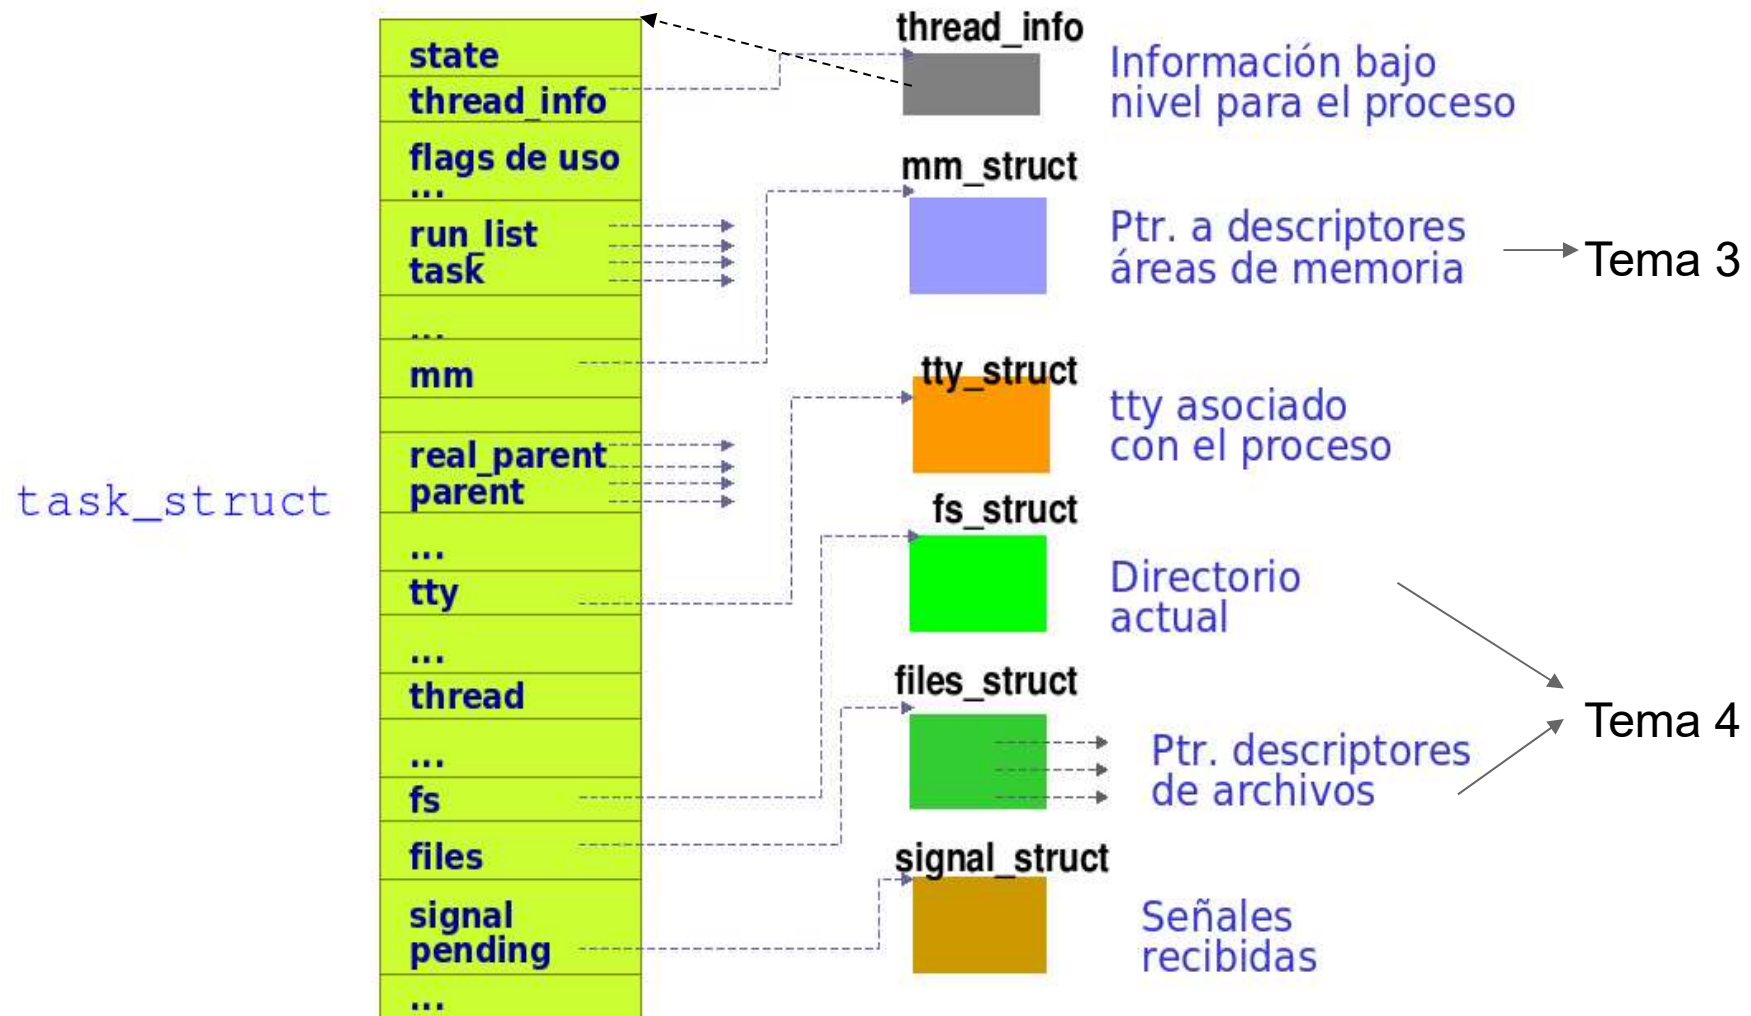 task_struct
state
thread_info
flags de uso
...
run_list
task
...
mm
real_parent
parent
...
tty
...
thread
...
fs
files
signal
pending
...
thread_info
Información bajo
nivel para el proceso
mm_struct
Ptr. a descriptores
áreas de memoria
Tema 3
tty_struct
tty asociado
con el proceso
fs_struct
Directorio
actual
files_struct
Ptr. descriptores
de archivos
Tema 4
signal_struct
Señales
recibidas